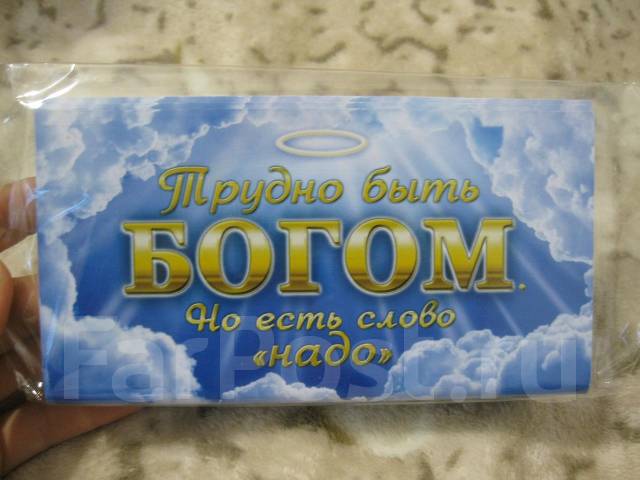 Трудно быть
БОГОМ.
Но есть слово
«надо»
FarPost.ru